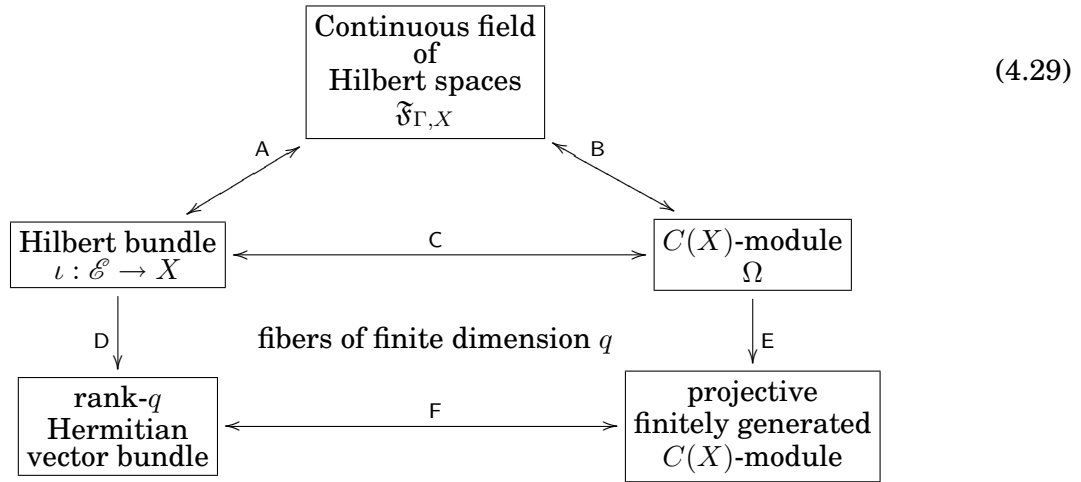 Continuous field
of
Hilbert spaces
𝔉_{Γ,X}
(4.29)
A
B
Hilbert bundle
ι : ℰ → X
C
C(X)-module
Ω
D
fibers of finite dimension q
E
rank-q
Hermitian
vector bundle
F
projective
finitely generated
C(X)-module